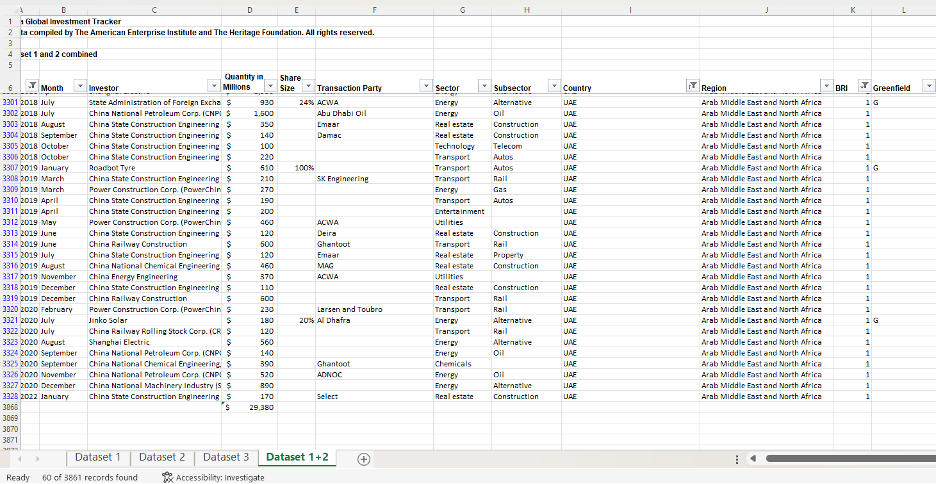 A B C D E F G H I J K L
1 Global Investment Tracker
2 ta compiled by The American Enterprise Institute and The Heritage Foundation. All rights reserved.
3
4 set 1 and 2 combined
5
6 Month Investor Quantity in Millions Share Size Transaction Party Sector Subsector Country Region BRI Greenfield
3301 2018 July State Administration of Foreign Excha $ 930 24% ACWA Energy Alternative UAE Arab Middle East and North Africa 1 G
3302 2018 July China National Petroleum Corp. (CNPC $ 1,600 Abu Dhabi Oil Energy Oil UAE Arab Middle East and North Africa 1
3303 2018 August China State Construction Engineering $ 350 Emaar Real estate Construction UAE Arab Middle East and North Africa 1
3304 2018 September China State Construction Engineering $ 140 Damac Real estate Construction UAE Arab Middle East and North Africa 1
3305 2018 October China State Construction Engineering $ 100 Technology Telecom UAE Arab Middle East and North Africa 1
3306 2018 October China State Construction Engineering $ 220 Transport Autos UAE Arab Middle East and North Africa 1
3307 2019 January Roadbot Tyre $ 610 100% Transport Autos UAE Arab Middle East and North Africa 1 G
3308 2019 March China State Construction Engineering $ 210 SK Engineering Transport Rail UAE Arab Middle East and North Africa 1
3309 2019 March Power Construction Corp. (PowerChin $ 270 Energy Gas UAE Arab Middle East and North Africa 1
3310 2019 April China State Construction Engineering $ 190 Transport Autos UAE Arab Middle East and North Africa 1
3311 2019 April China State Construction Engineering $ 200 Entertainment UAE Arab Middle East and North Africa 1
3312 2019 May Power Construction Corp. (PowerChin $ 460 ACWA Utilities UAE Arab Middle East and North Africa 1
3313 2019 June China State Construction Engineering $ 120 Deira Real estate Construction UAE Arab Middle East and North Africa 1
3314 2019 June China Railway Construction $ 600 Ghantoot Transport Rail UAE Arab Middle East and North Africa 1
3315 2019 July China State Construction Engineering $ 120 Emaar Real estate Property UAE Arab Middle East and North Africa 1
3316 2019 August China National Chemical Engineering $ 460 MAG Real estate Construction UAE Arab Middle East and North Africa 1
3317 2019 November China Energy Engineering $ 370 ACWA Utilities UAE Arab Middle East and North Africa 1
3318 2019 December China State Construction Engineering $ 110 Real estate Construction UAE Arab Middle East and North Africa 1
3319 2019 December China Railway Construction $ 600 Transport Rail UAE Arab Middle East and North Africa 1
3320 2020 February Power Construction Corp. (PowerChin $ 230 Larsen and Toubro Transport Rail UAE Arab Middle East and North Africa 1
3321 2020 July Jinko Solar $ 180 20% Al Dhafra Energy Alternative UAE Arab Middle East and North Africa 1 G
3322 2020 July China Railway Rolling Stock Corp. (CR $ 120 Transport Rail UAE Arab Middle East and North Africa 1
3323 2020 August Shanghai Electric $ 560 Energy Alternative UAE Arab Middle East and North Africa 1
3324 2020 September China National Petroleum Corp. (CNPC $ 140 Energy Oil UAE Arab Middle East and North Africa 1
3325 2020 September China National Chemical Engineering, $ 390 Ghantoot Chemicals UAE Arab Middle East and North Africa 1
3326 2020 November China National Petroleum Corp. (CNPC $ 520 ADNOC Energy Oil UAE Arab Middle East and North Africa 1
3327 2020 December China National Machinery Industry (S $ 890 Energy Alternative UAE Arab Middle East and North Africa 1
3328 2022 January China State Construction Engineering $ 170 Select Real estate Construction UAE Arab Middle East and North Africa 1
3868 $ 29,380
3869
3870
3871
Dataset 1 Dataset 2 Dataset 3 Dataset 1+2
Ready 60 of 3861 records found Accessibility: Investigate